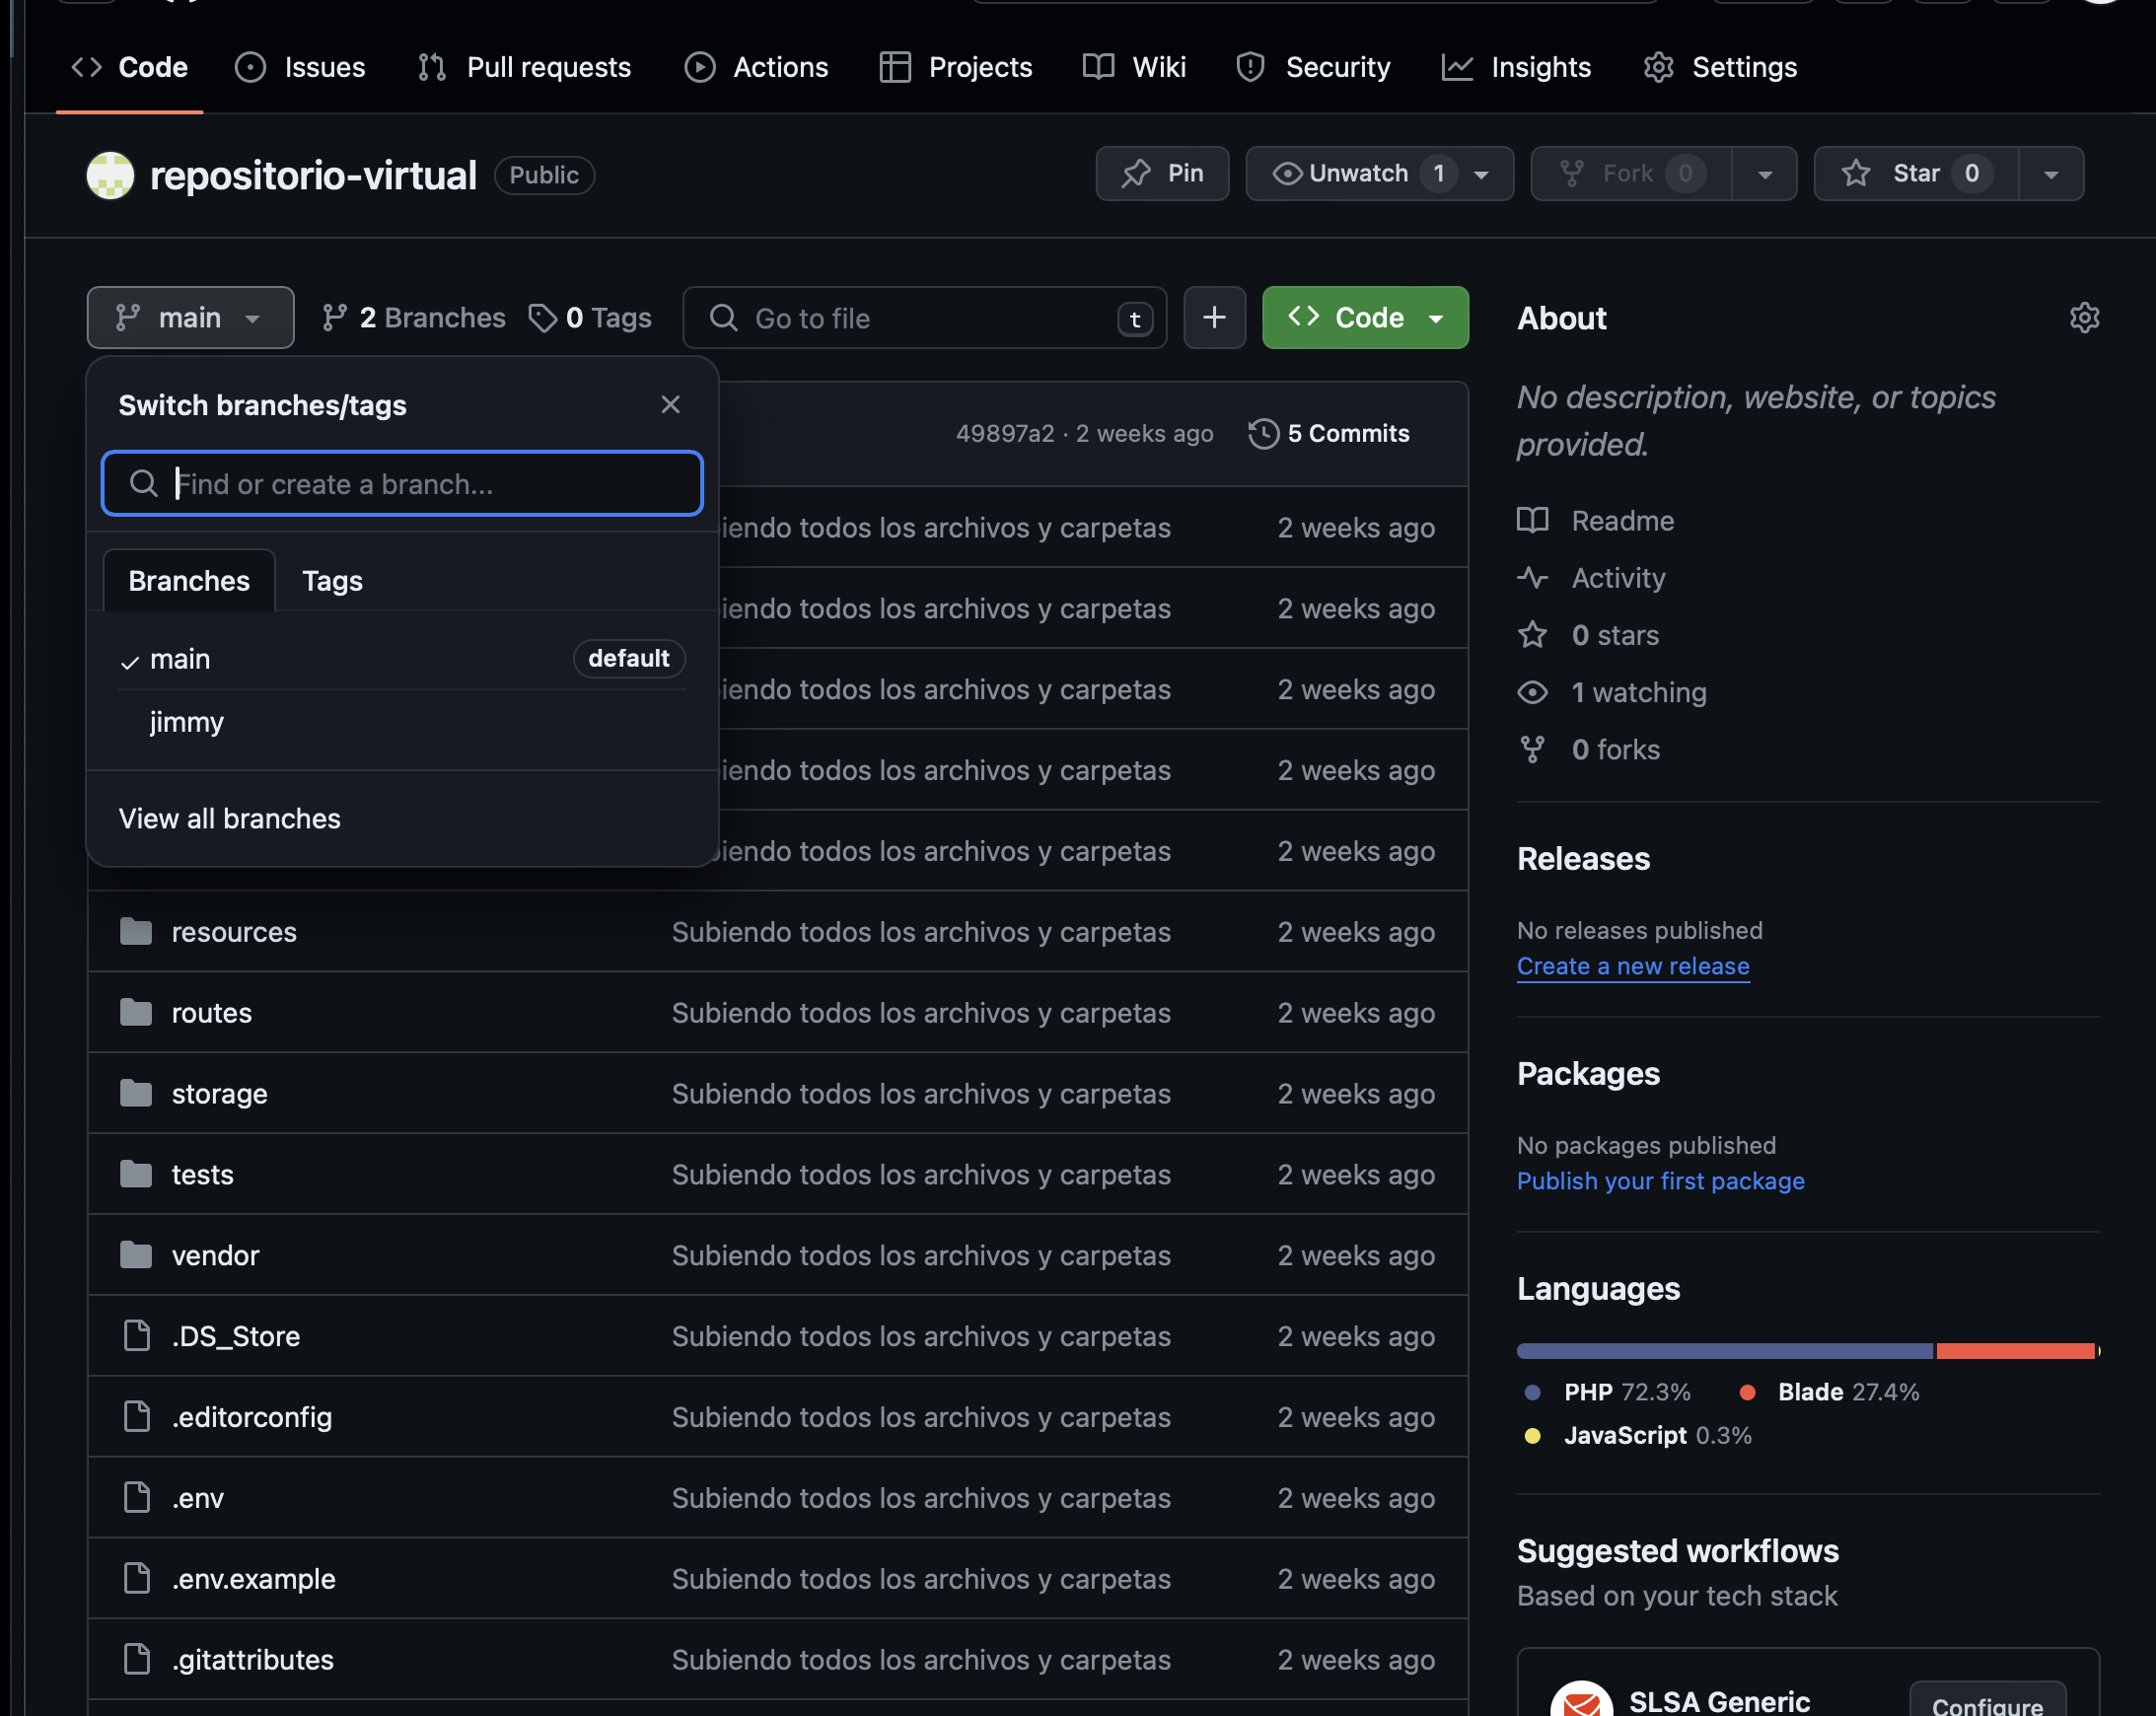 Code Issues Pull requests Actions Projects Wiki Security Insights Settings
repositorio-virtual Public Pin Unwatch 1 Fork 0 Star 0
main 2 Branches 0 Tags Go to file t Code
Switch branches/tags
Find or create a branch...
Branches Tags
main default
jimmy
View all branches
49897a2 · 2 weeks ago 5 Commits
iendo todos los archivos y carpetas 2 weeks ago
iendo todos los archivos y carpetas 2 weeks ago
iendo todos los archivos y carpetas 2 weeks ago
iendo todos los archivos y carpetas 2 weeks ago
iendo todos los archivos y carpetas 2 weeks ago
resources Subiendo todos los archivos y carpetas 2 weeks ago
routes Subiendo todos los archivos y carpetas 2 weeks ago
storage Subiendo todos los archivos y carpetas 2 weeks ago
tests Subiendo todos los archivos y carpetas 2 weeks ago
vendor Subiendo todos los archivos y carpetas 2 weeks ago
.DS_Store Subiendo todos los archivos y carpetas 2 weeks ago
.editorconfig Subiendo todos los archivos y carpetas 2 weeks ago
.env Subiendo todos los archivos y carpetas 2 weeks ago
.env.example Subiendo todos los archivos y carpetas 2 weeks ago
.gitattributes Subiendo todos los archivos y carpetas 2 weeks ago
About
No description, website, or topics
provided.
Readme
Activity
0 stars
1 watching
0 forks
Releases
No releases published
Create a new release
Packages
No packages published
Publish your first package
Languages
PHP 72.3% Blade 27.4%
JavaScript 0.3%
Suggested workflows
Based on your tech stack
SLSA Generic Configure